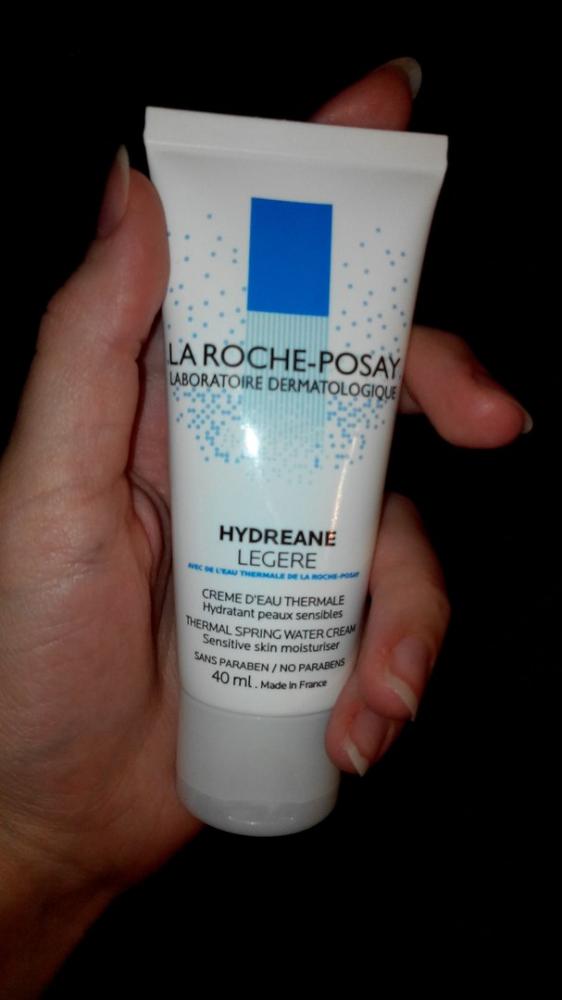 LA ROCHE-POSAY
LABORATOIRE DERMATOLOGIQUE
HYDREANE
LEGERE
AVEC DE L'EAU THERMALE DE LA ROCHE-POSAY
CREME D'EAU THERMALE
Hydratant peaux sensibles
THERMAL SPRING WATER CREAM
Sensitive skin moisturiser
SANS PARABEN / NO PARABENS
40 ml . Made in France